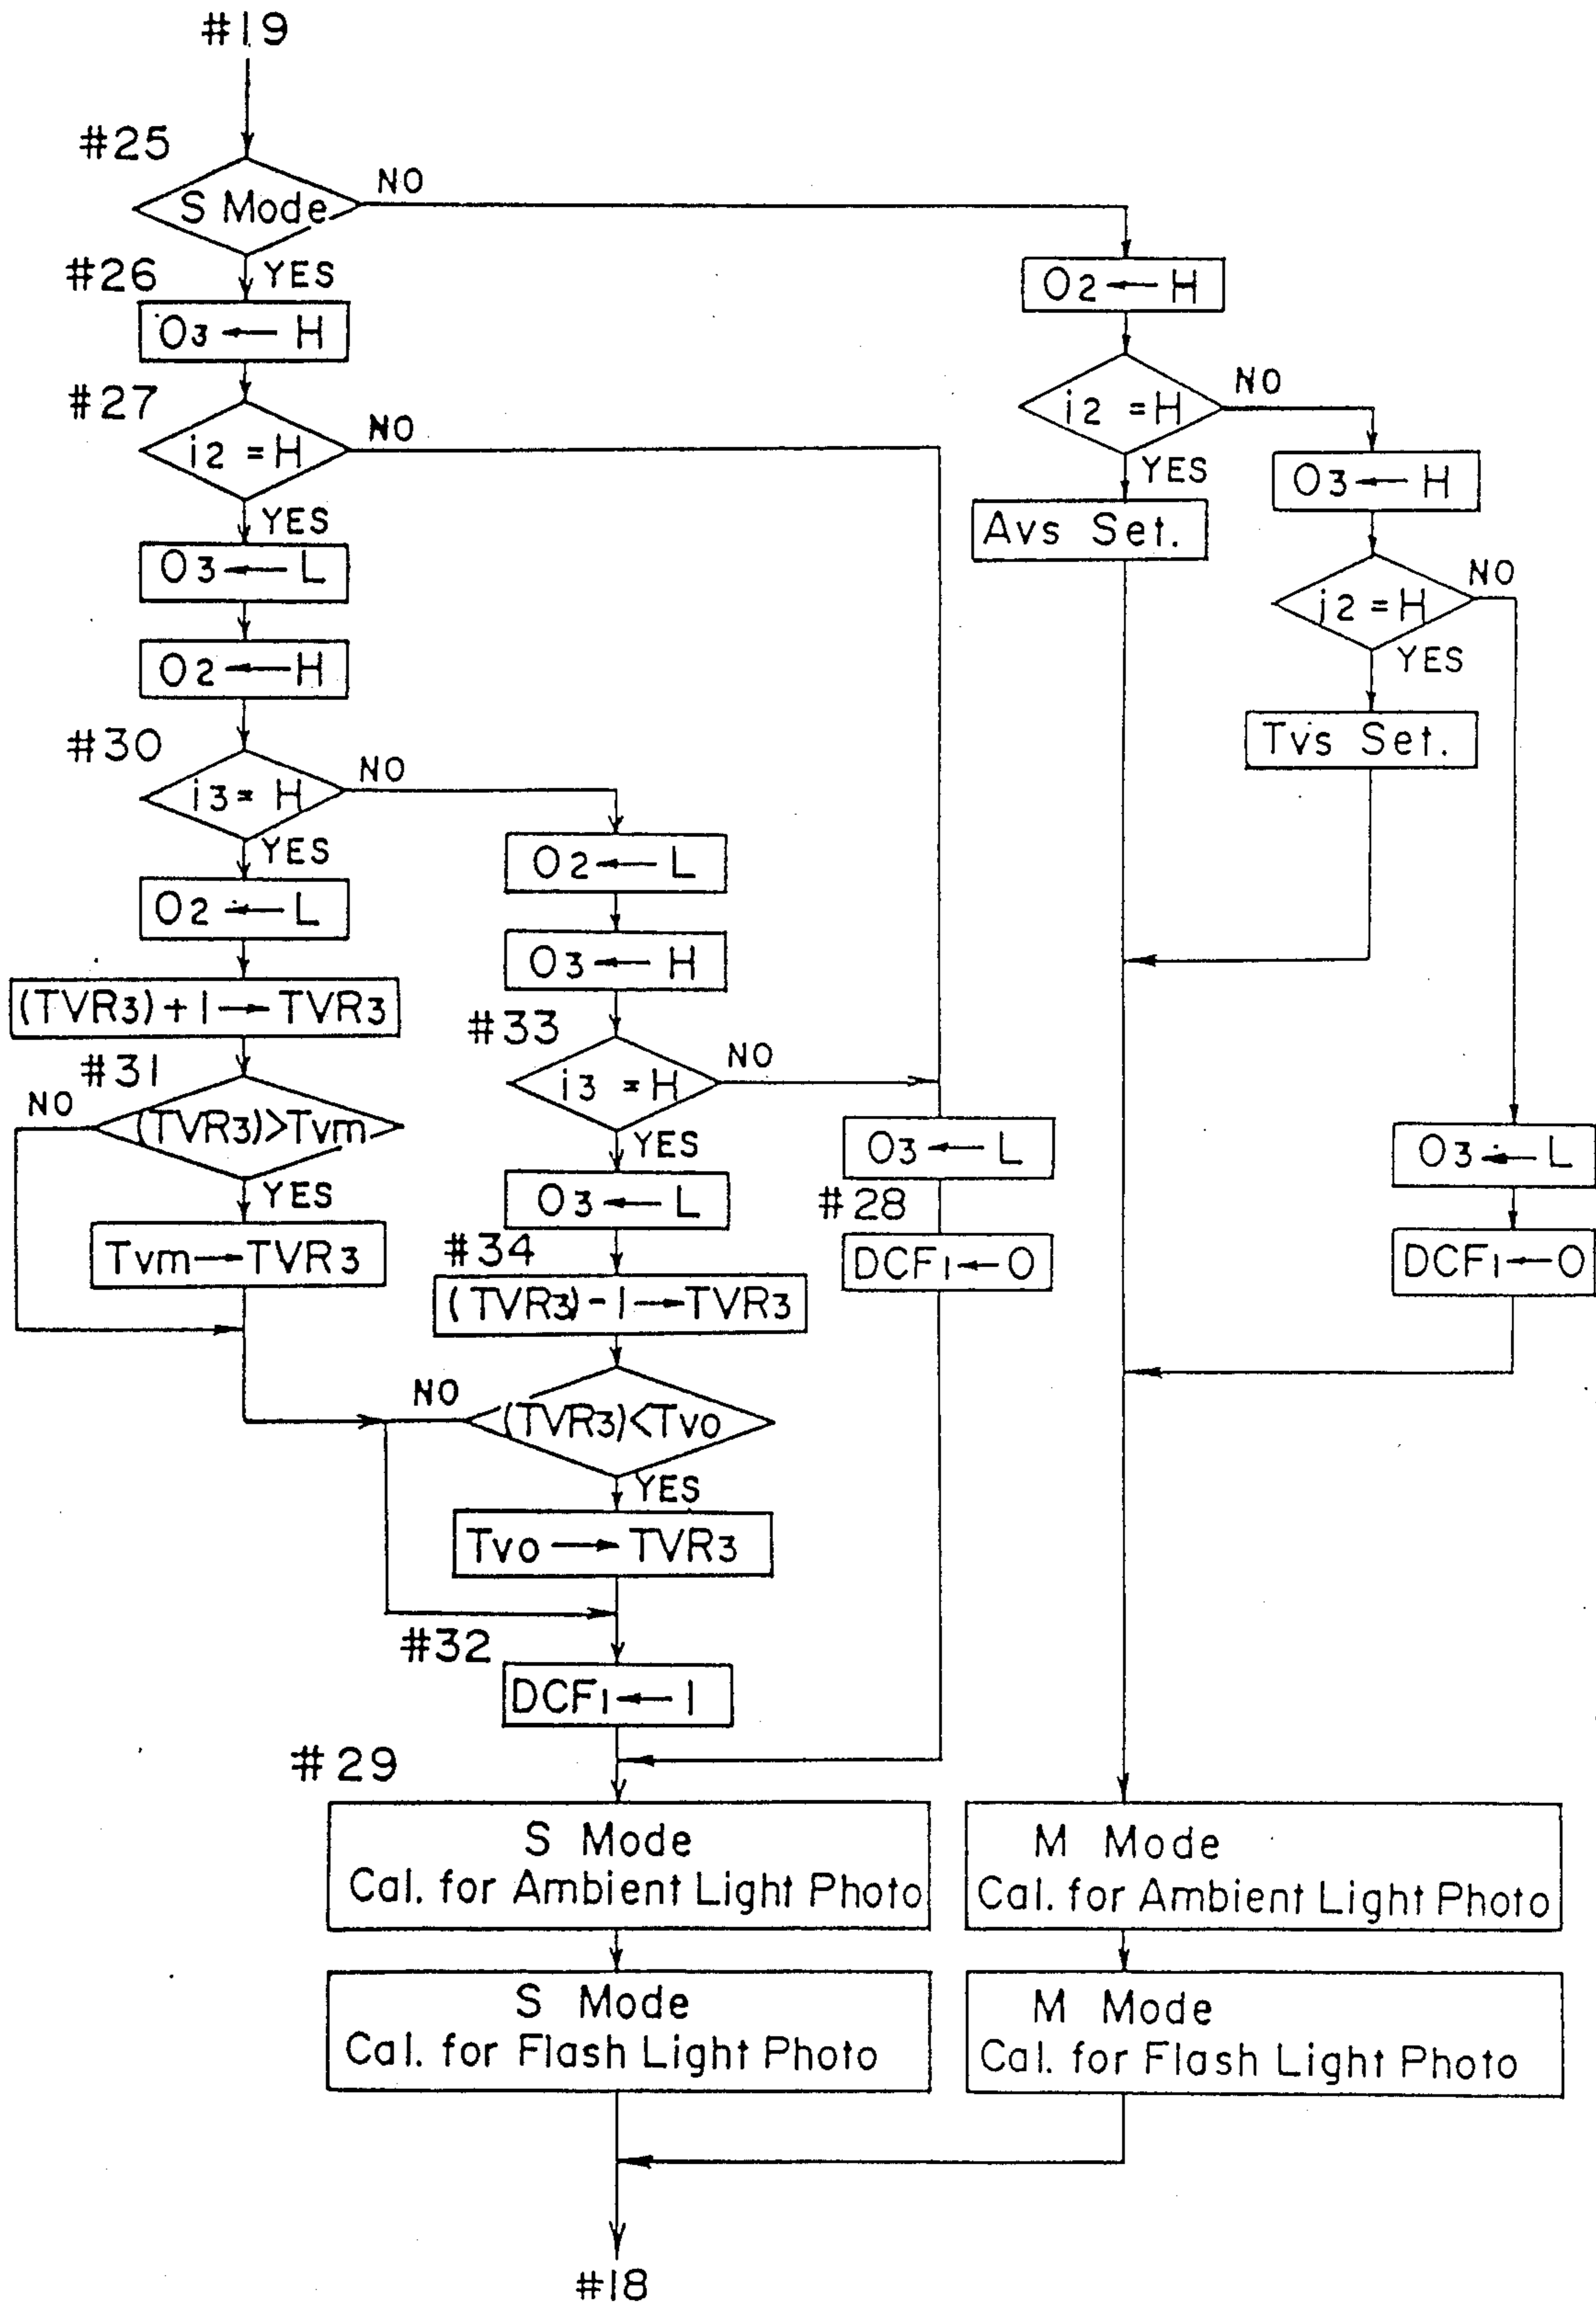 #19
#25
S Mode
NO
YES
#26
O3 ← H
#27
i2 = H
NO
YES
O3 ← L
O2 ← H
#30
i3 = H
NO
YES
O2 ← L
(TVR3) + 1 → TVR3
#31
NO
(TVR3) > Tvm
YES
Tvm → TVR3
O2 ← L
O3 ← H
#33
i3 = H
NO
YES
O3 ← L
#34
(TVR3) - 1 → TVR3
NO
(TVR3) < Tvo
YES
Tvo → TVR3
#32
DCF1 ← 1
O3 ← L
#28
DCF1 ← 0
O2 ← H
i2 = H
NO
YES
Avs Set.
O3 ← H
i2 = H
NO
YES
Tvs Set.
O3 ← L
DCF1 ← 0
#29
S Mode
Cal. for Ambient Light Photo
S Mode
Cal. for Flash Light Photo
M Mode
Cal. for Ambient Light Photo
M Mode
Cal. for Flash Light Photo
#18